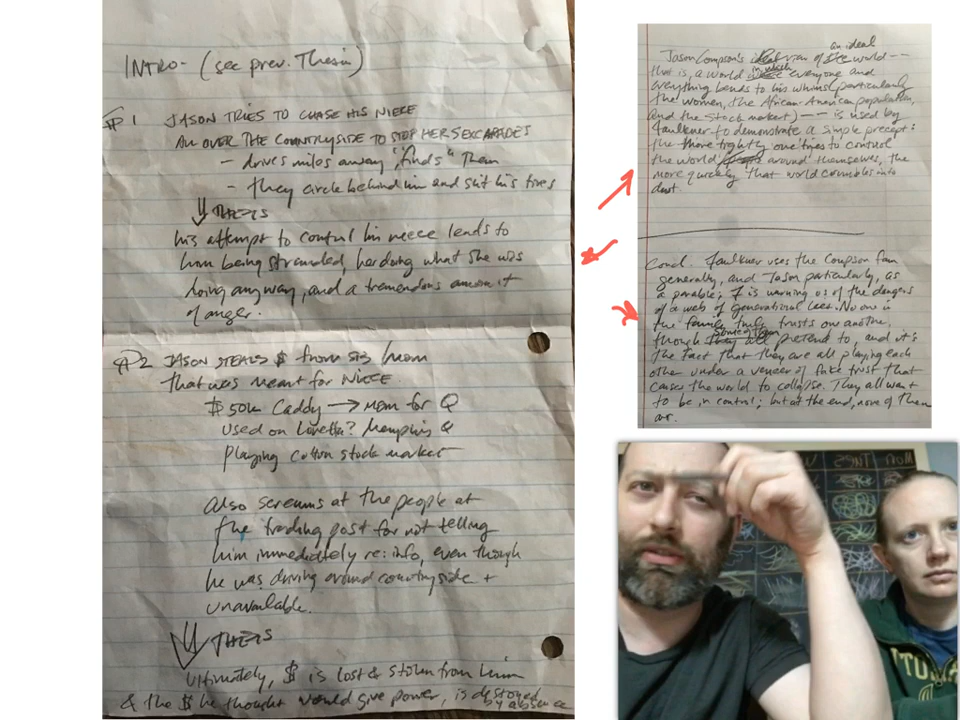 INTRO- (see prev. Thesis)
¶ 1 JASON TRIES TO CHASE HIS NIECE
ALL OVER THE COUNTRYSIDE TO STOP HER SEXCAPADES
- drives miles away "finds" them
- they circle behind him and slit his tires
THESIS
his attempt to control his niece leads to
him being stranded, her doing what she was
doing anyway, and a tremendous amount
of anger.
¶2 JASON STEALS $ from his mom
that was meant for NIECE
$ 50k Caddy → mom for Q
used on Loretta? Memphis &
playing cotton stock market
Also screams at the people at
the trading post for not telling
him immediately re: info, even though
he was driving around countryside +
unavailable.
THESIS
Ultimately, $ is lost & stolen from him
& the $ he thought would give power, is destroyed
by absence
Jason Compson's view of an ideal world --
that is, a world in which everyone and
everything bends to his whims (particularly
the women, the African-American population,
and the stock market) -- is used by
Faulkner to demonstrate a simple precept:
the more tightly one tries to control
the world around themselves, the
more quickly that world crumbles into
dust
Concl. Faulkner uses the Compson fam
generally, and Jason particularly, as
a parable; F is warning us of the dangers
of a web of generational lies. No one in
the family trusts one another,
though some of them pretend to, and it's
the fact that they are all playing each
other under a veneer of fake trust that
causes the world to collapse. They all want
to be in control; but at the end, none of them
are.
MON TUES